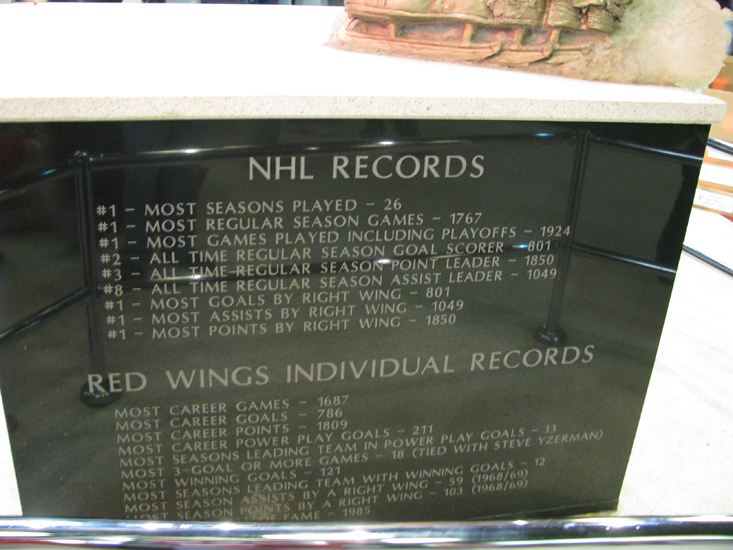 NHL RECORDS
#1 – MOST SEASONS PLAYED – 26
#1 – MOST REGULAR SEASON GAMES – 1767
#1 – MOST GAMES PLAYED INCLUDING PLAYOFFS – 1924
#2 – ALL TIME REGULAR SEASON GOAL SCORER – 801
#3 – ALL TIME REGULAR SEASON POINT LEADER – 1850
#8 – ALL TIME REGULAR SEASON ASSIST LEADER – 1049
#1 – MOST GOALS BY RIGHT WING – 801
#1 – MOST ASSISTS BY RIGHT WING – 1049
#1 – MOST POINTS BY RIGHT WING – 1850
RED WINGS INDIVIDUAL RECORDS
MOST CAREER GAMES – 1687
MOST CAREER GOALS – 786
MOST CAREER POINTS – 1809
MOST CAREER POWER PLAY GOALS – 211
MOST SEASONS LEADING TEAM IN POWER PLAY GOALS – 13
MOST 3-GOAL OR MORE GAMES – 18 (TIED WITH STEVE YZERMAN)
MOST WINNING GOALS – 121
MOST SEASONS LEADING TEAM WITH WINNING GOALS – 12
MOST SEASON ASSISTS BY A RIGHT WING – 59 (1968/69)
MOST SEASON POINTS BY A RIGHT WING – 103 (1968/69)
FAME – 1985